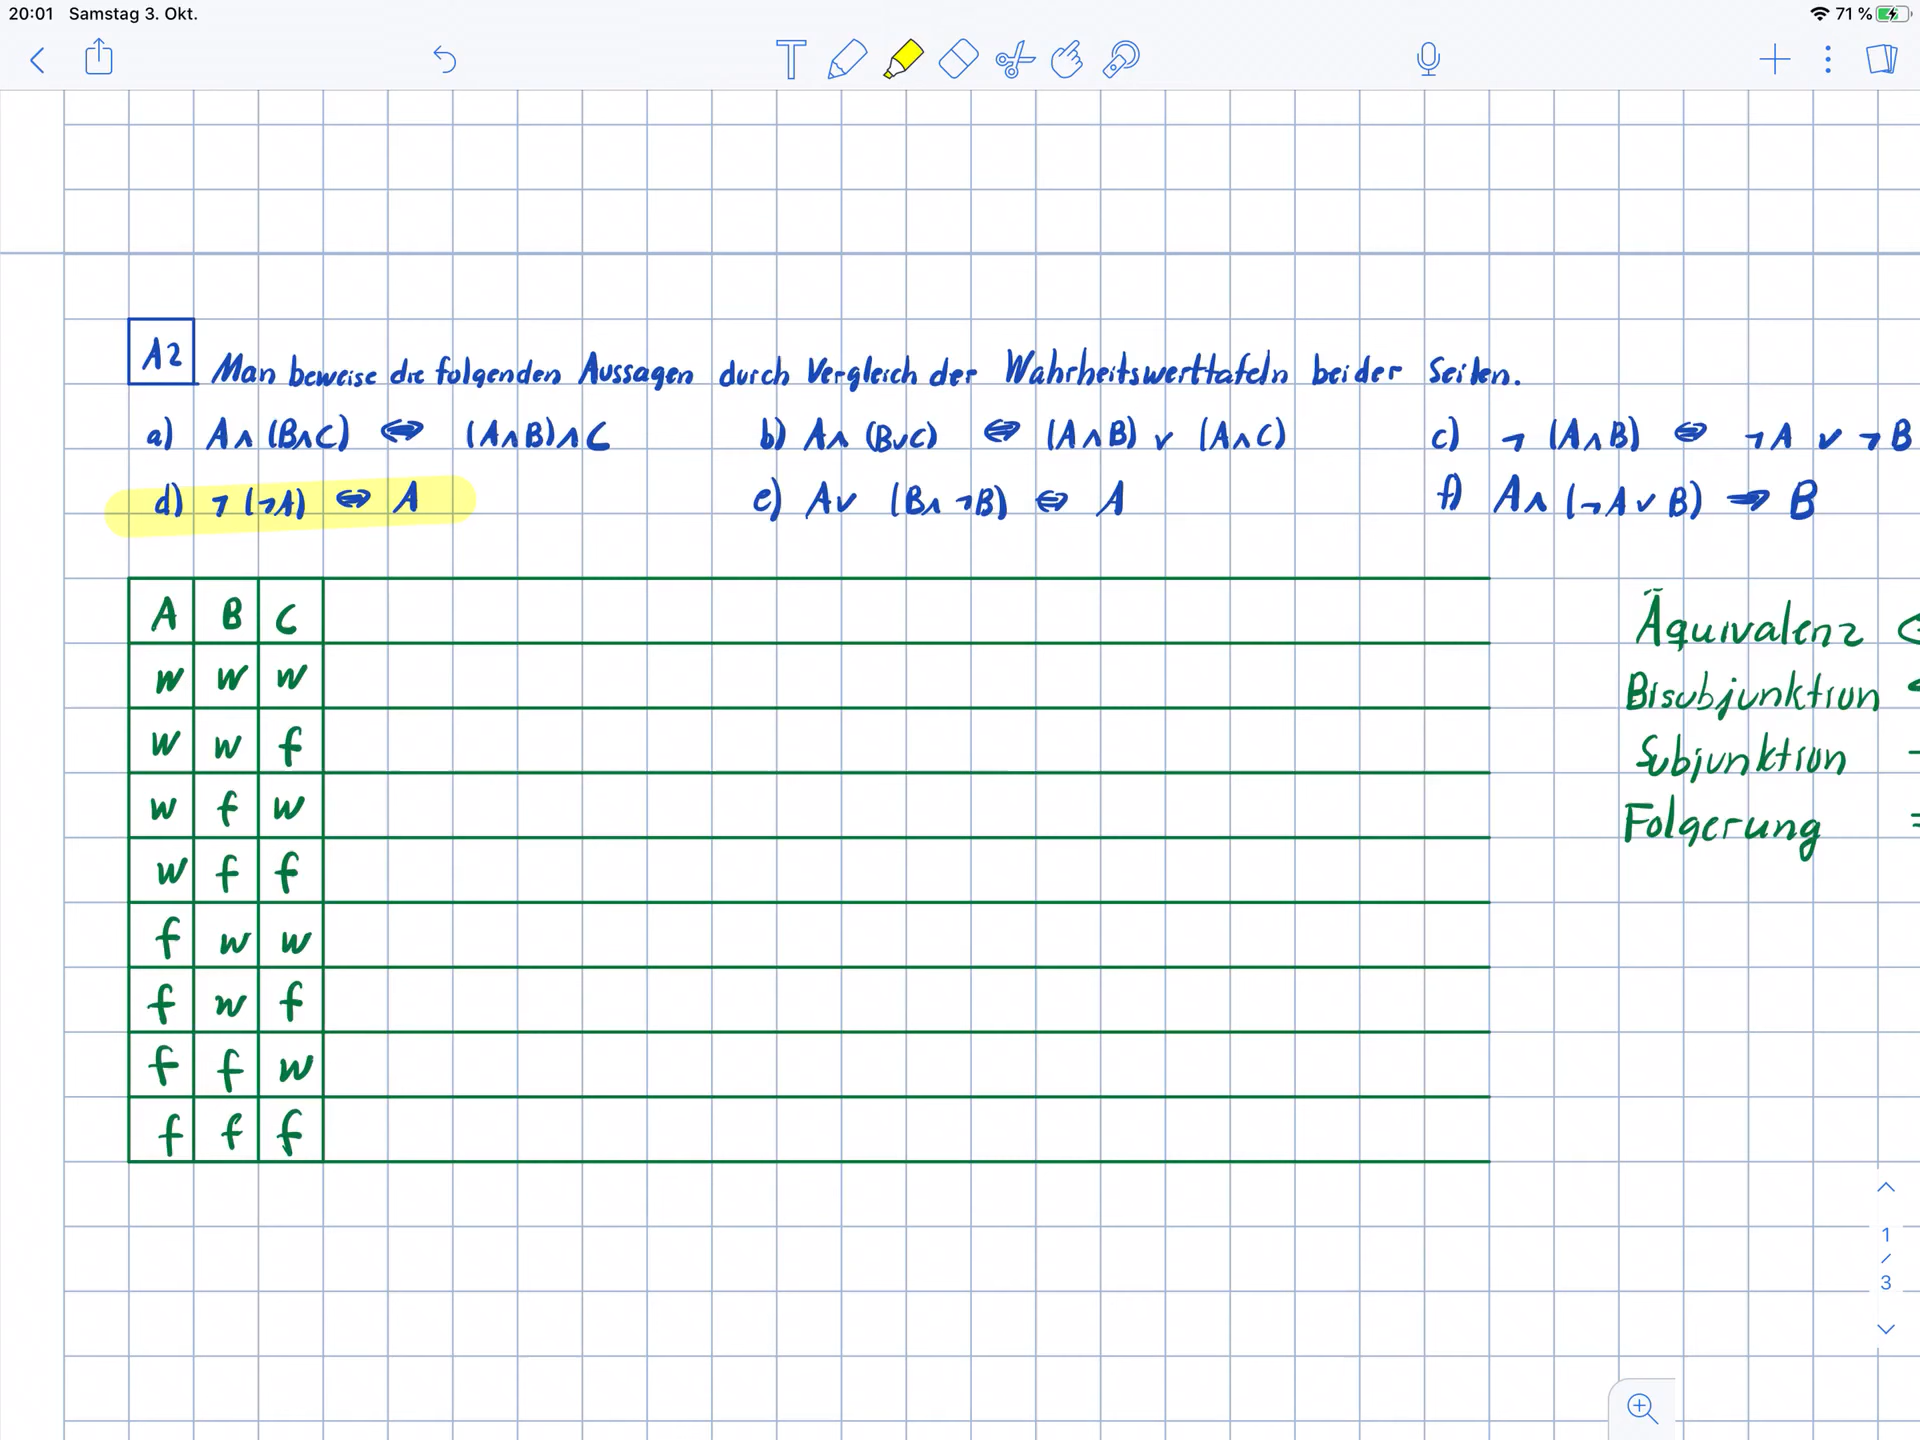 20:01 Samstag 3. Okt.
71 %
A2 Man beweise die folgenden Aussagen durch Vergleich der Wahrheitswerttafeln beider Seiten.
a) A∧(B∧C) ⇔ (A∧B)∧C b) A∧(B∨C) ⇔ (A∧B) ∨ (A∧C) c) ¬(A∧B) ⇔ ¬A ∨ ¬B
d) ¬(¬A) ⇔ A e) A∨ (B∧¬B) ⇔ A f) A∧(¬A∨B) ⇒ B
A B C
w w w
w w f
w f w
w f f
f w w
f w f
f f w
f f f
Äquivalenz
Bisubjunktion
Subjunktion
Folgerung
1
/
3